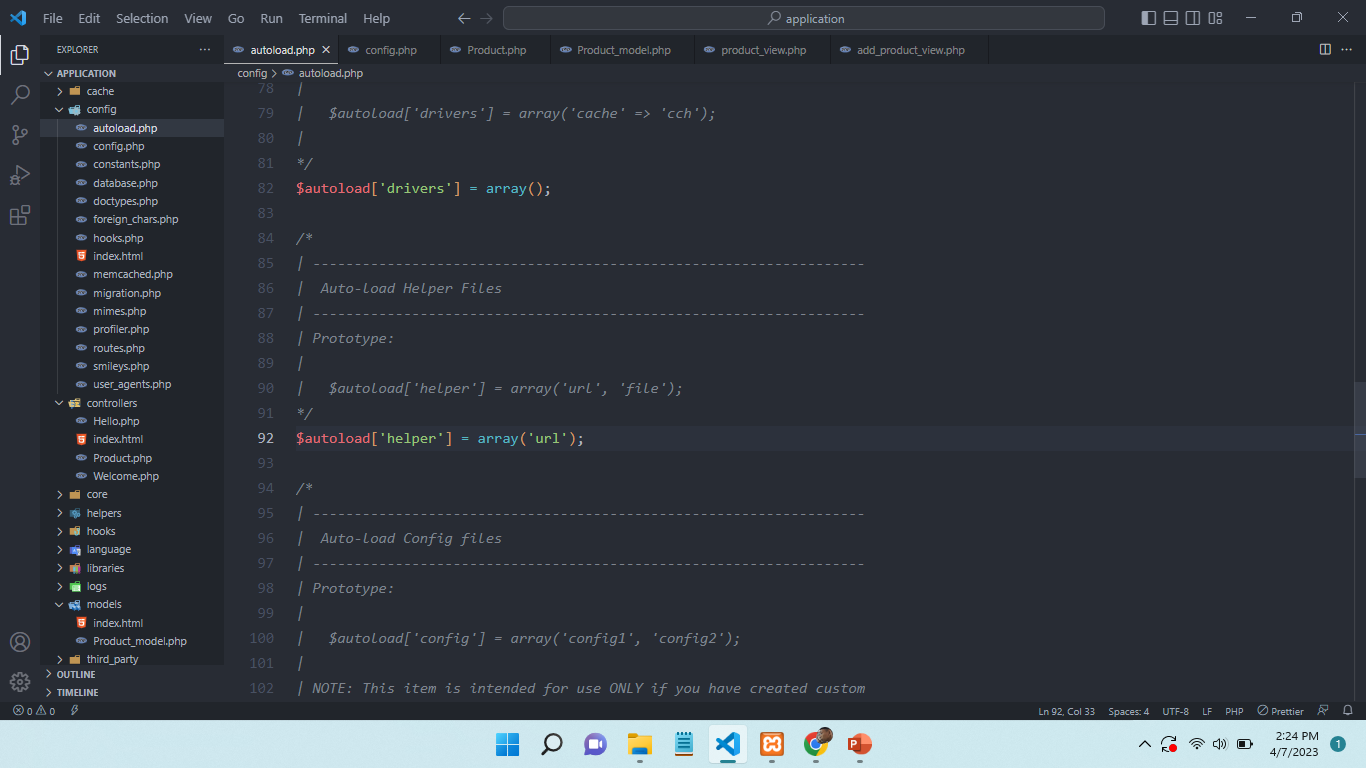 File Edit Selection View Go Run Terminal Help
application
EXPLORER
autoload.php
config.php
Product.php
Product_model.php
product_view.php
add_product_view.php
config > autoload.php
APPLICATION
cache
config
autoload.php
config.php
constants.php
database.php
doctypes.php
foreign_chars.php
hooks.php
index.html
memcached.php
migration.php
mimes.php
profiler.php
routes.php
smileys.php
user_agents.php
controllers
Hello.php
index.html
Product.php
Welcome.php
core
helpers
hooks
language
libraries
logs
models
index.html
Product_model.php
third_party
OUTLINE
TIMELINE
78 |
79 |   $autoload['drivers'] = array('cache' => 'cch');
80 |
81 */
82 $autoload['drivers'] = array();
83
84 /*
85 | -------------------------------------------------------------------
86 |  Auto-load Helper Files
87 | -------------------------------------------------------------------
88 | Prototype:
89 |
90 |   $autoload['helper'] = array('url', 'file');
91 */
92 $autoload['helper'] = array('url');
93
94 /*
95 | -------------------------------------------------------------------
96 |  Auto-load Config files
97 | -------------------------------------------------------------------
98 | Prototype:
99 |
100 |   $autoload['config'] = array('config1', 'config2');
101 |
102 | NOTE: This item is intended for use ONLY if you have created custom
0 0
Ln 92, Col 33 Spaces: 4 UTF-8 LF PHP Prettier
2:24 PM
4/7/2023
1